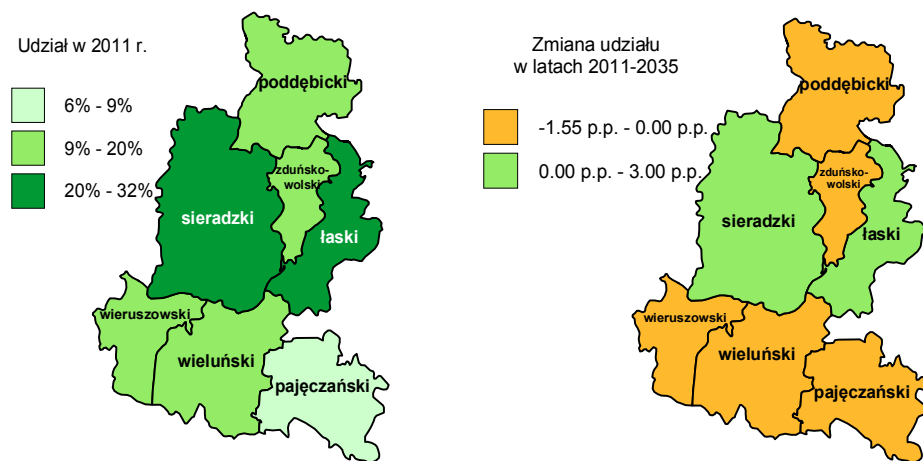 Udział w 2011 r.
6% - 9%
9% - 20%
20% - 32%
poddębicki
zduńsko-
wolski
sieradzki
łaski
wieruszowski
wieluński
pajęczański
Zmiana udziału
w latach 2011-2035
-1.55 p.p. - 0.00 p.p.
0.00 p.p. - 3.00 p.p.
poddębicki
zduńsko-
wolski
sieradzki
łaski
wieruszowski
wieluński
pajęczański